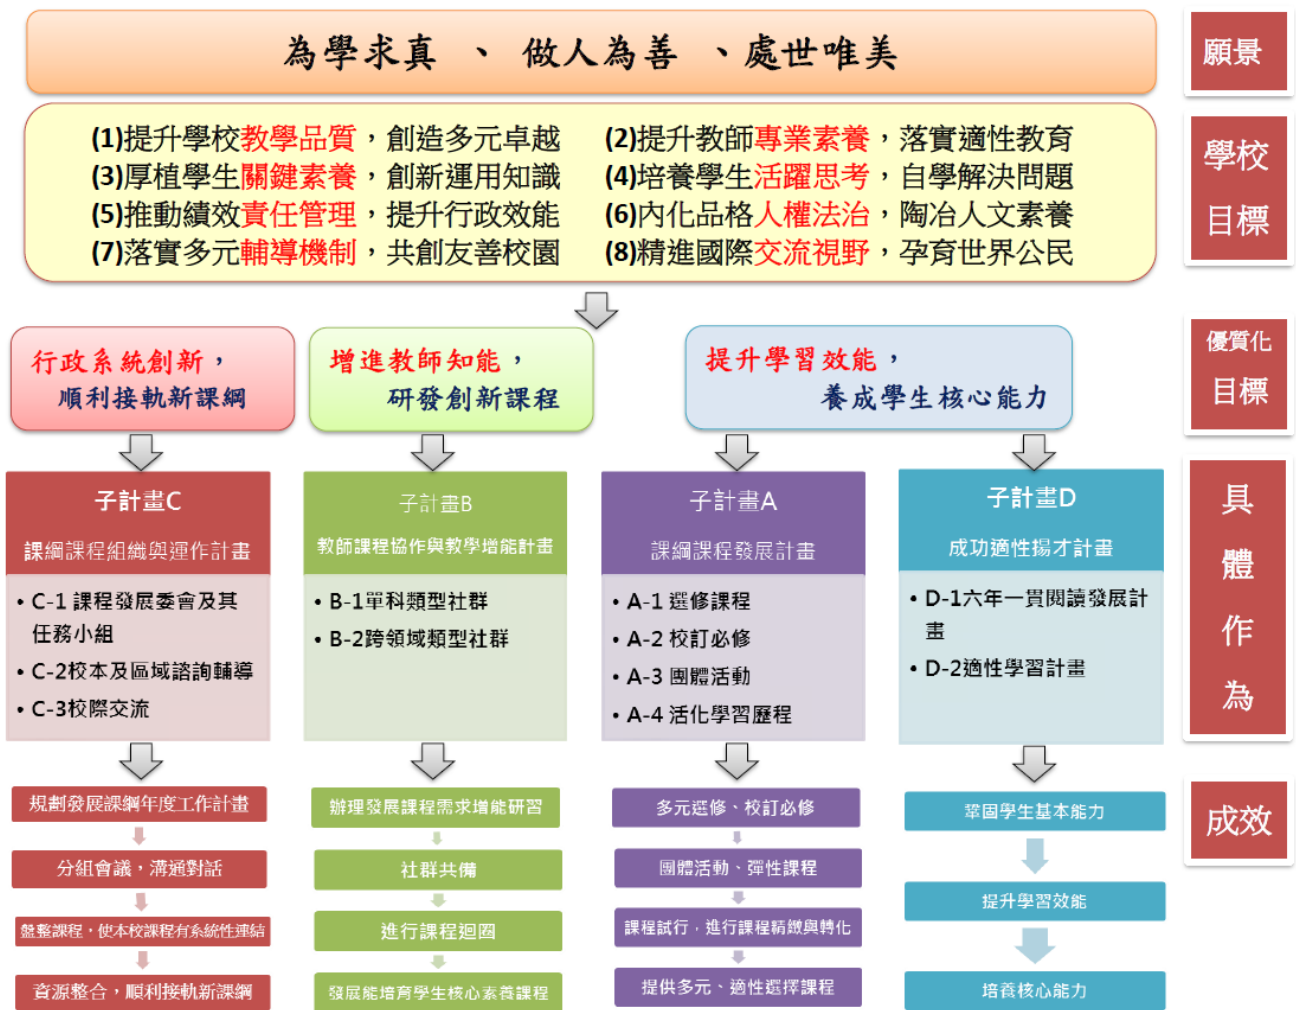 為學求真 、 做人為善 、處世唯美
願景
(1)提升學校教學品質，創造多元卓越
(2)提升教師專業素養，落實適性教育
(3)厚植學生關鍵素養，創新運用知識
(4)培養學生活躍思考，自學解決問題
(5)推動績效責任管理，提升行政效能
(6)內化品格人權法治，陶冶人文素養
(7)落實多元輔導機制，共創友善校園
(8)精進國際交流視野，孕育世界公民
學校
目標
行政系統創新，
順利接軌新課綱
增進教師知能，
研發創新課程
提升學習效能，
養成學生核心能力
優質化
目標
子計畫C
課綱課程組織與運作計畫
• C-1 課程發展委會及其
任務小組
• C-2校本及區域諮詢輔導
• C-3校際交流
子計畫B
教師課程協作與教學增能計畫
• B-1單科類型社群
• B-2跨領域類型社群
子計畫A
課綱課程發展計畫
• A-1 選修課程
• A-2 校訂必修
• A-3 團體活動
• A-4 活化學習歷程
子計畫D
成功適性揚才計畫
• D-1六年一貫閱讀發展計
畫
• D-2適性學習計畫
具
體
作
為
規劃發展課綱年度工作計畫
分組會議，溝通對話
盤整課程，使本校課程有系統性連結
資源整合，順利接軌新課綱
辦理發展課程需求增能研習
社群共備
進行課程迴圈
發展能培育學生核心素養課程
多元選修、校訂必修
團體活動、彈性課程
課程試行，進行課程精緻與轉化
提供多元、適性選擇課程
鞏固學生基本能力
提升學習效能
培養核心能力
成效